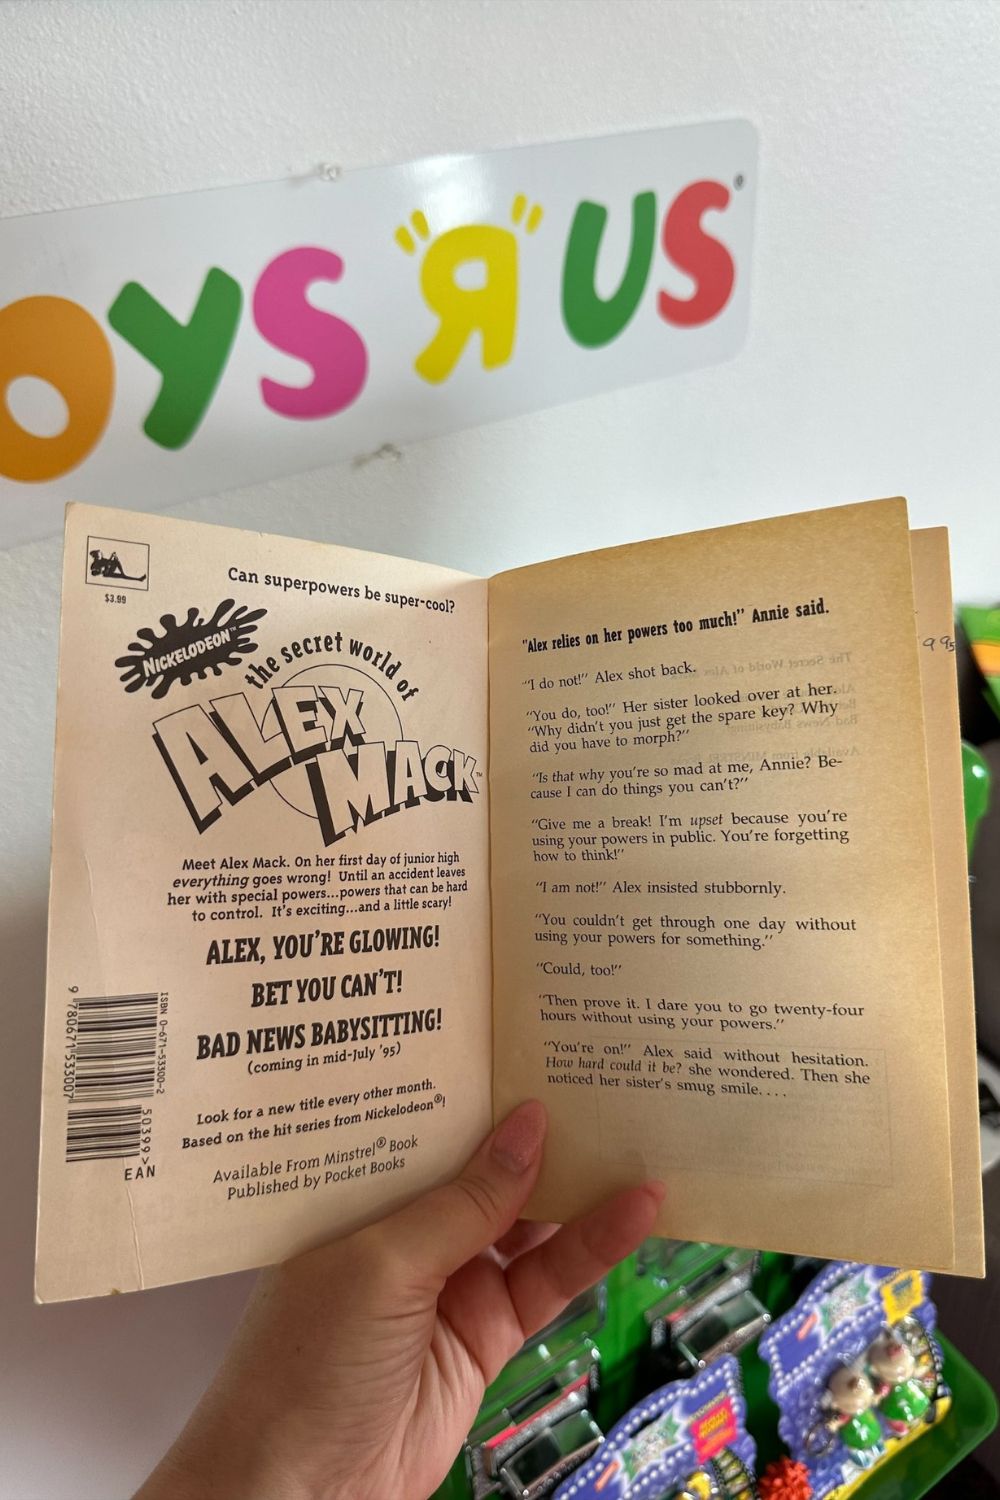 OYS "R" US®
$3.99
Can superpowers be super-cool?
NICKELODEON™
the secret world of
ALEX
MACK™
Meet Alex Mack. On her first day of junior high
everything goes wrong! Until an accident leaves
her with special powers...powers that can be hard
to control. It's exciting...and a little scary!
ALEX, YOU'RE GLOWING!
BET YOU CAN'T!
BAD NEWS BABYSITTING!
(coming in mid-July '95)
Look for a new title every other month.
Based on the hit series from Nickelodeon®!
Available From Minstrel® Book
Published by Pocket Books
ISBN 0-671-53300-2
9 780671 533007
50399>
EAN
"Alex relies on her powers too much!" Annie said.
"I do not!" Alex shot back.
"You do, too!" Her sister looked over at her.
"Why didn't you just get the spare key? Why
did you have to morph?"
"Is that why you're so mad at me, Annie? Be-
cause I can do things you can't?"
"Give me a break! I'm upset because you're
using your powers in public. You're forgetting
how to think!"
"I am not!" Alex insisted stubbornly.
"You couldn't get through one day without
using your powers for something."
"Could, too!"
"Then prove it. I dare you to go twenty-four
hours without using your powers."
"You're on!" Alex said without hesitation.
How hard could it be? she wondered. Then she
noticed her sister's smug smile. . . .
995